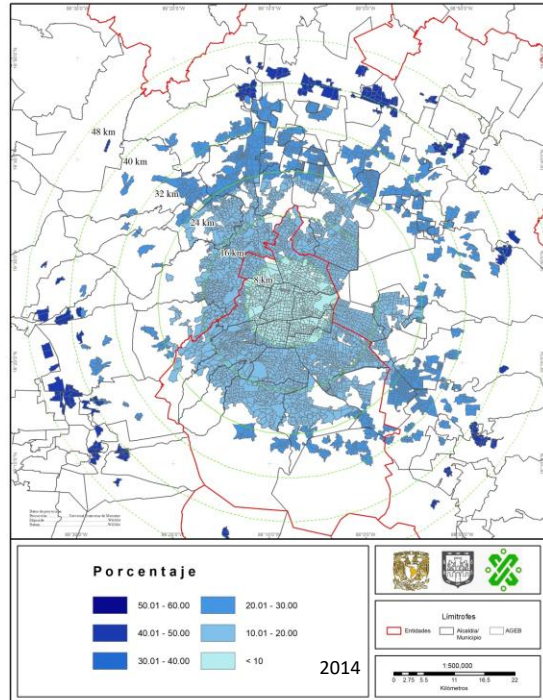 48 km
40 km
32 km
24 km
16 km
8 km
Porcentaje
50.01 - 60.00
40.01 - 50.00
30.01 - 40.00
20.01 - 30.00
10.01 - 20.00
< 10
2014
Limítrofes
Entidades
Alcaldía/
Municipio
AGEB
1:500,000
0 2.75 5.5 11 16.5 22
Kilómetros